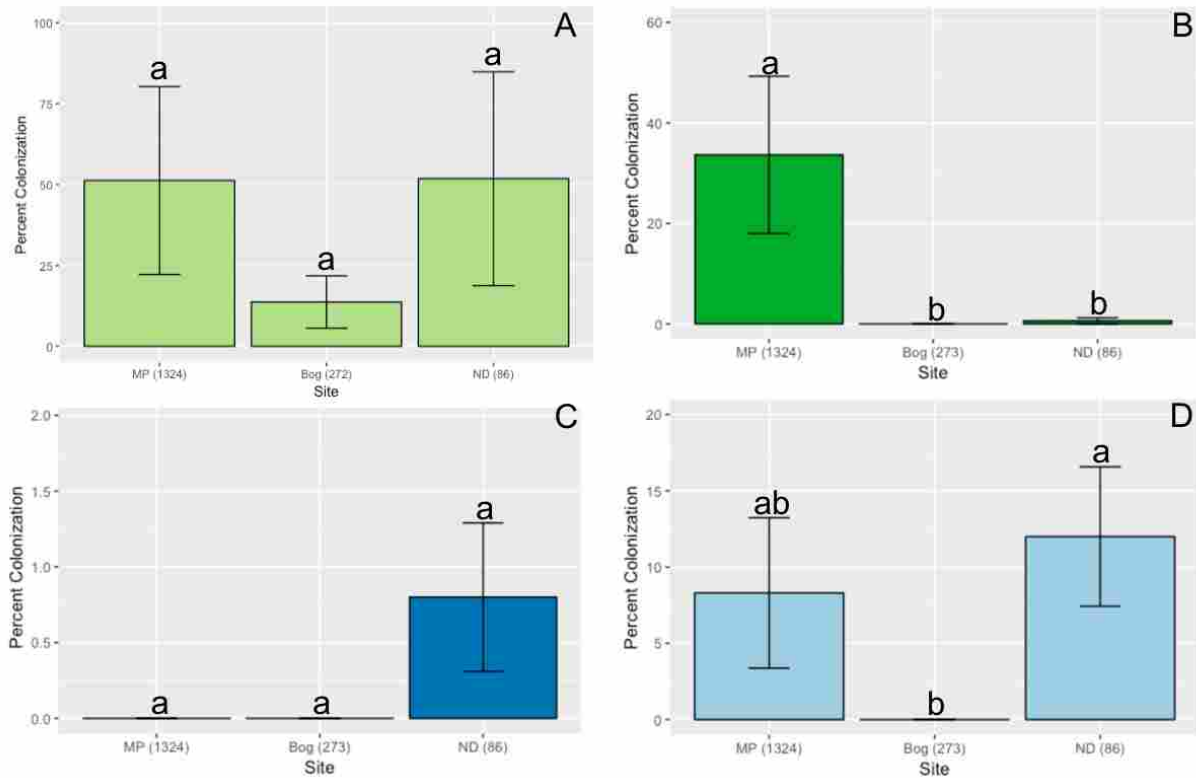 A
Percent Colonization
100
75
50
25
0
a
a
a
MP (1324)
Bog (272)
ND (86)
Site
B
Percent Colonization
60
40
20
0
a
b
b
MP (1324)
Bog (273)
ND (86)
Site
C
Percent Colonization
2.0
1.5
1.0
0.5
0.0
a
a
a
MP (1324)
Bog (273)
ND (86)
Site
D
Percent Colonization
20
15
10
5
0
ab
b
a
MP (1324)
Bog (273)
ND (86)
Site